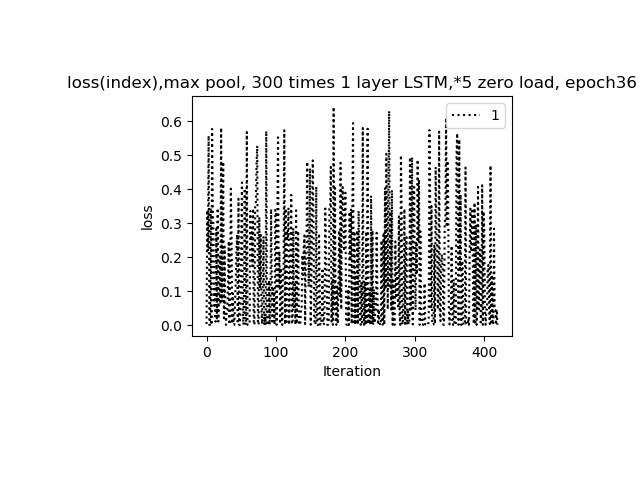 loss(index),max pool, 300 times 1 layer LSTM,*5 zero load, epoch36
1
loss
0.6
0.5
0.4
0.3
0.2
0.1
0.0
0 100 200 300 400
Iteration